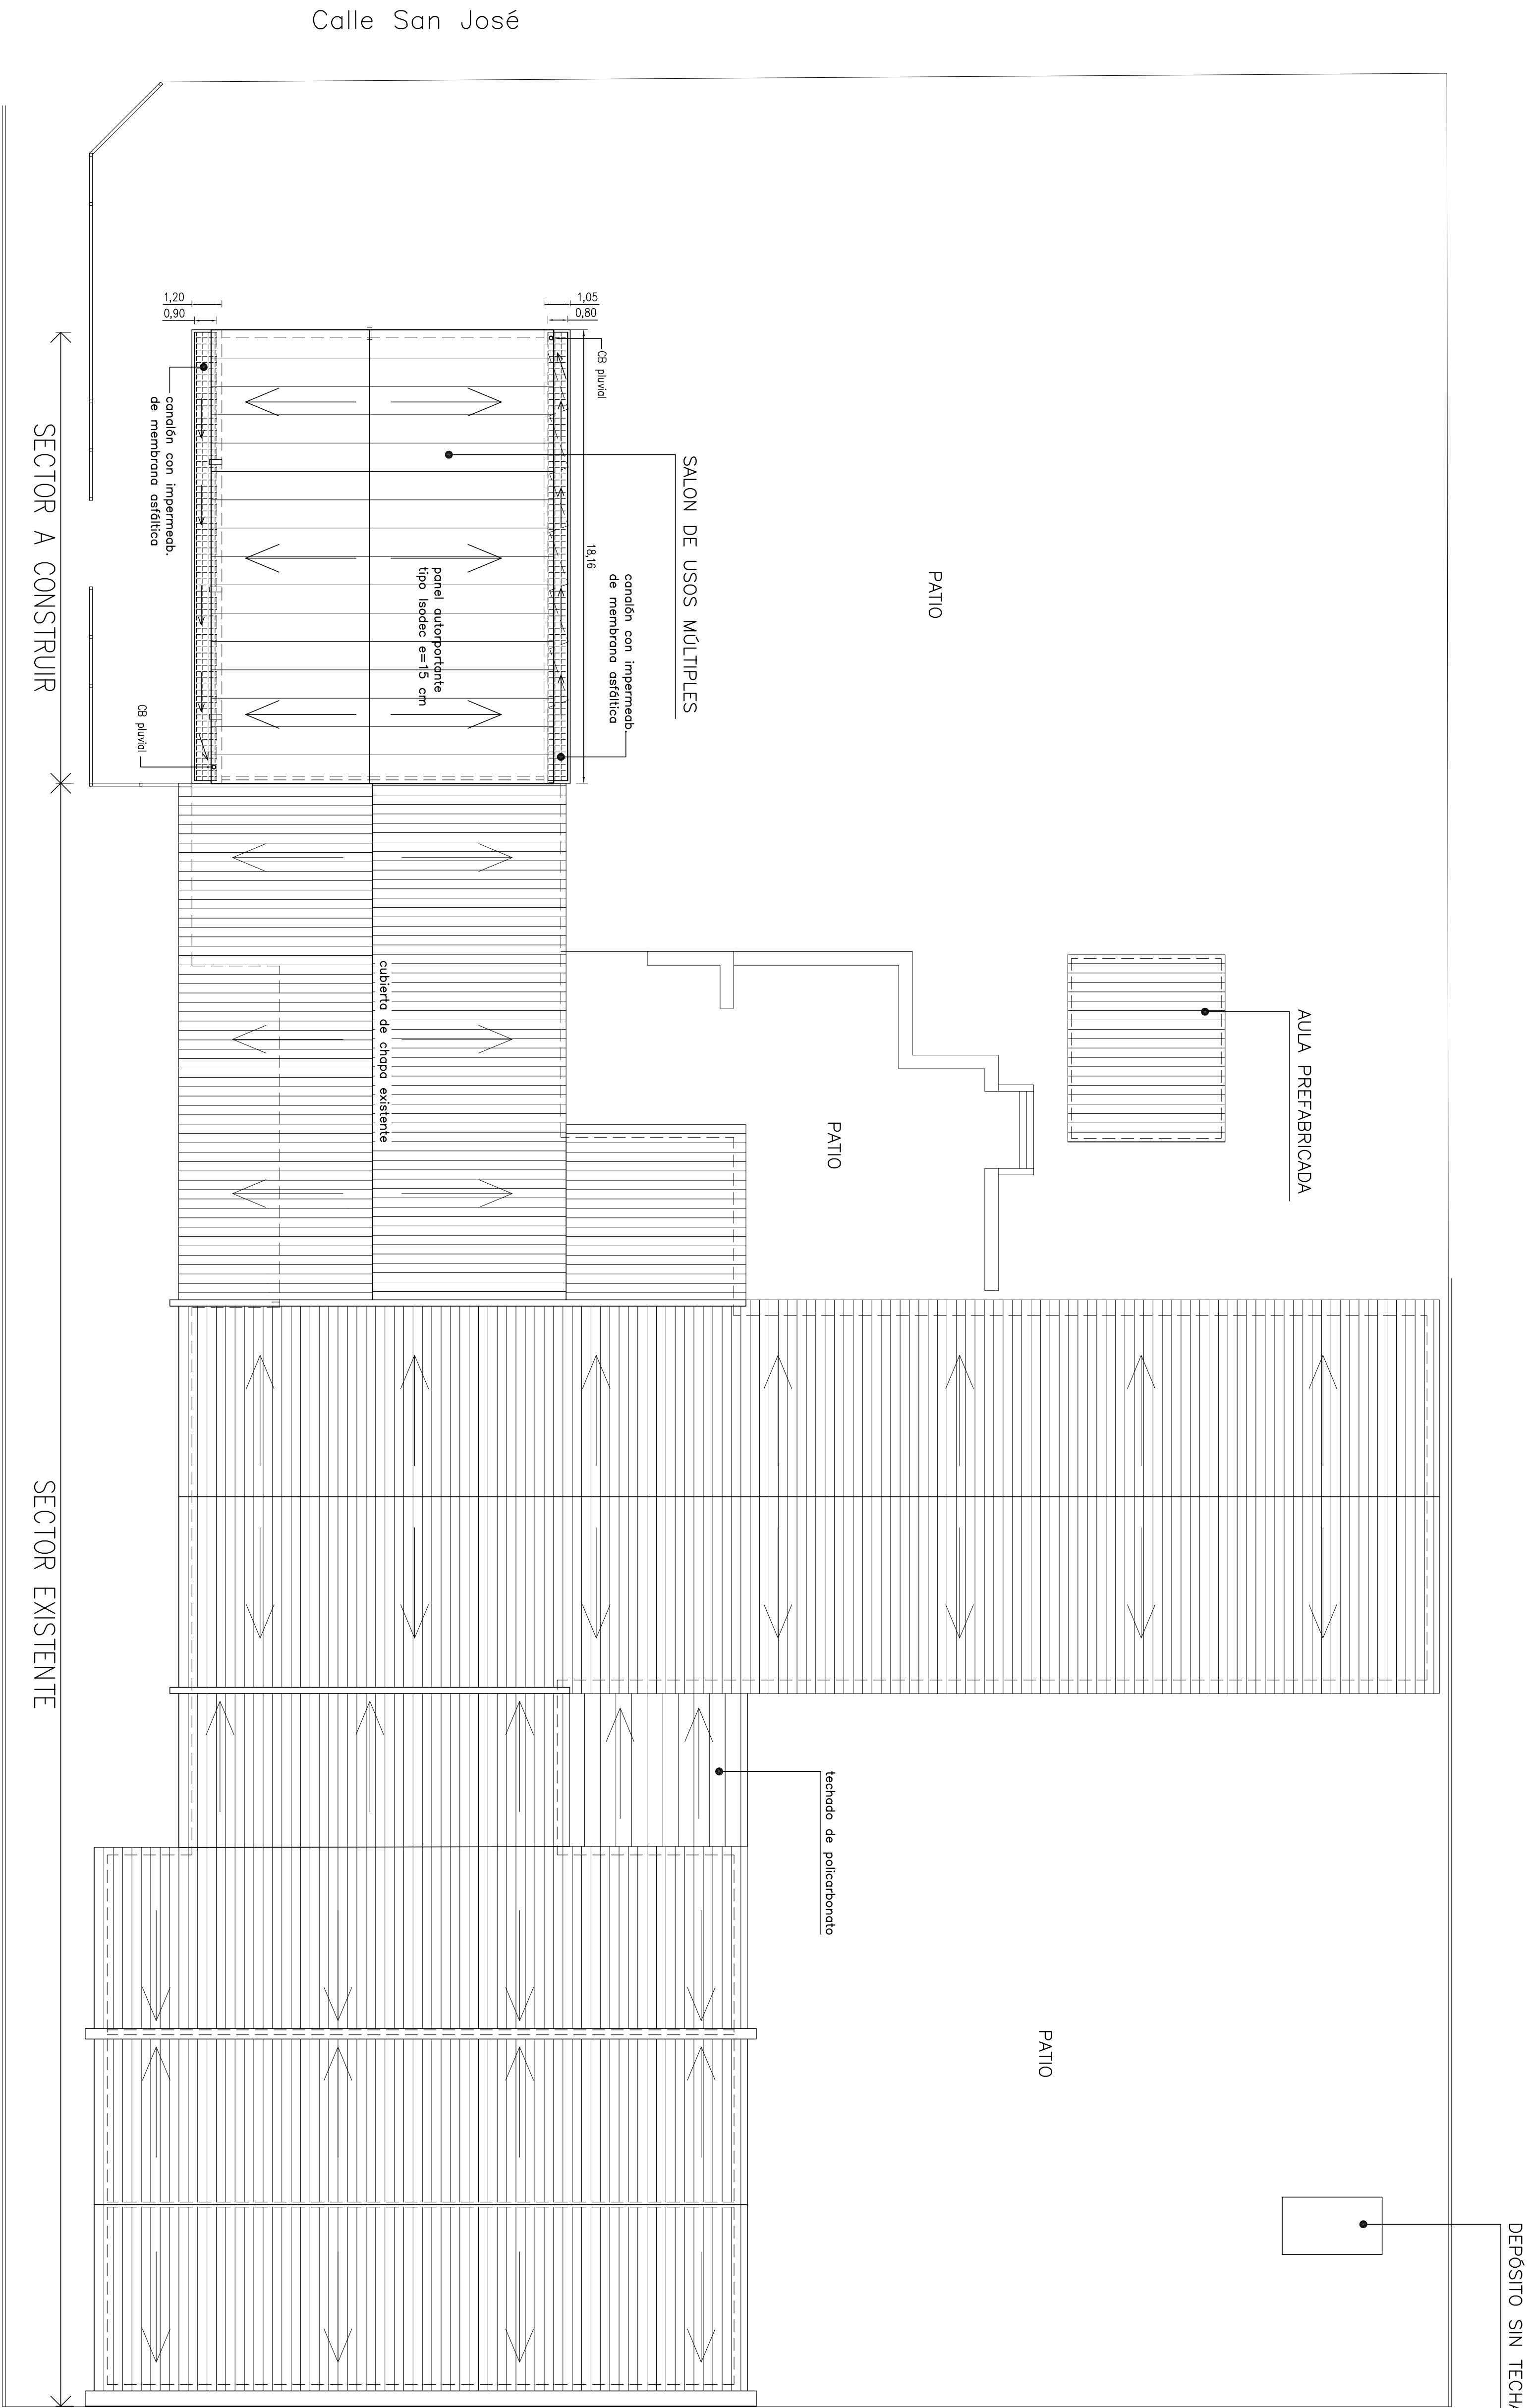 Calle San José
1,20
0,90
1,05
0,80
CB pluvial
18,16
canalón con impermeab.
de membrana asfáltica
SALON DE USOS MÚLTIPLES
PATIO
canalón con impermeab.
de membrana asfáltica
panel autorportante
tipo Isodec e=15 cm
CB pluvial
SECTOR A CONSTRUIR
AULA PREFABRICADA
PATIO
cubierta de chapa existente
SECTOR EXISTENTE
techado de policarbonato
PATIO
DEPÓSITO SIN TECHA